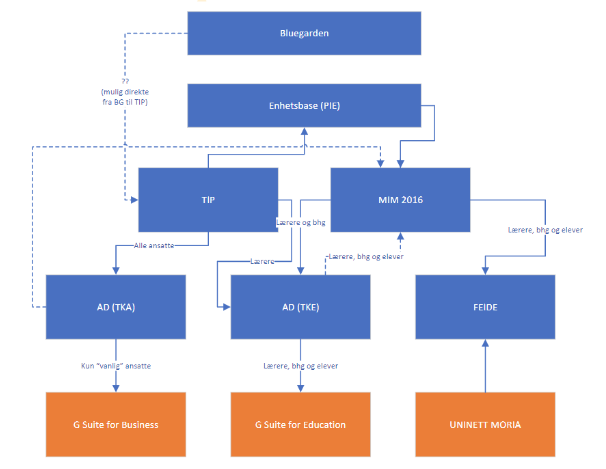 Bluegarden
??
(mulig direkte
fra BG til TIP)
Enhetsbase (PIE)
TIP
MIM 2016
Lærere og bhg
Lærere, bhg og elever
Alle ansatte
Lærere
Lærere, bhg og elever
AD (TKA)
AD (TKE)
FEIDE
Kun "vanlig" ansatte
Lærere, bhg og elever
G Suite for Business
G Suite for Education
UNINETT MORIA